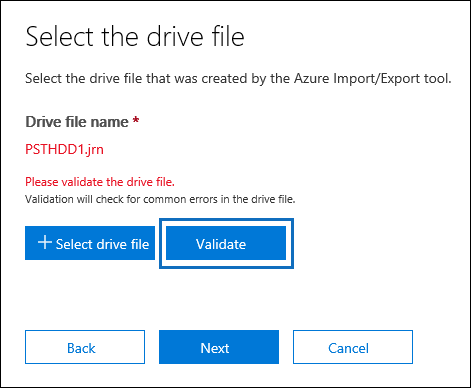 Select the drive file
Select the drive file that was created by the Azure Import/Export tool.
Drive file name *
PSTHDD1.jrn
Please validate the drive file.
Validation will check for common errors in the drive file.
+ Select drive file
Validate
Back
Next
Cancel